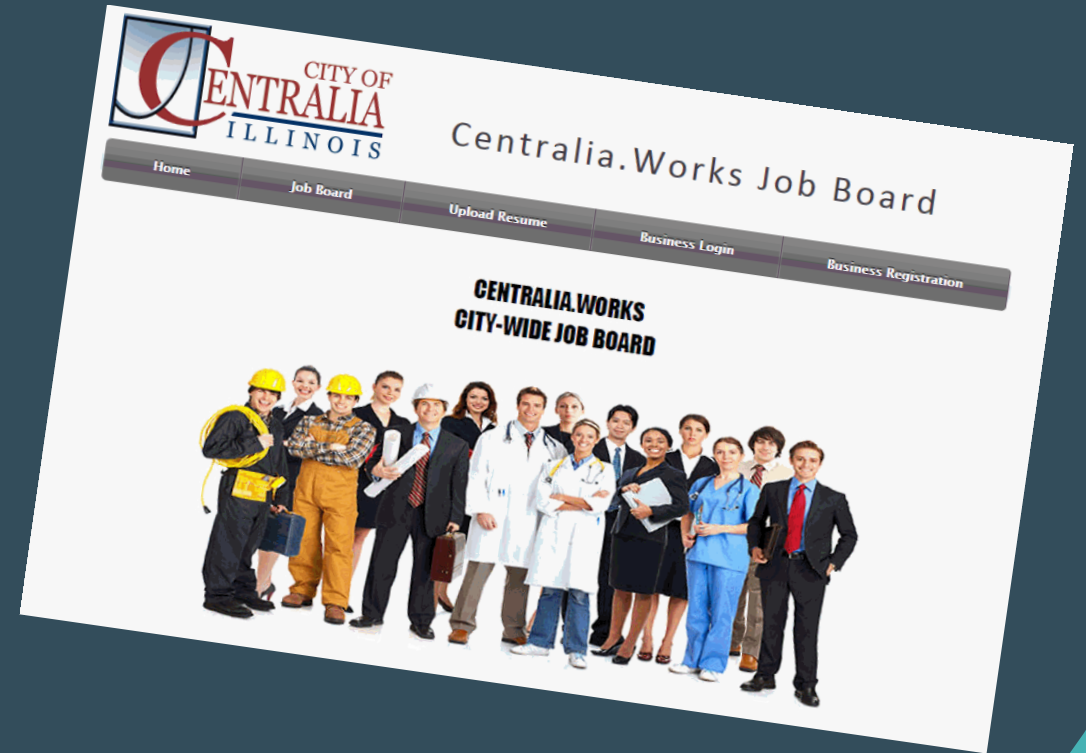 CITY OF
CENTRALIA
ILLINOIS
Centralia.Works Job Board
Home
Job Board
Upload Resume
Business Login
Business Registration
CENTRALIA.WORKS
CITY-WIDE JOB BOARD